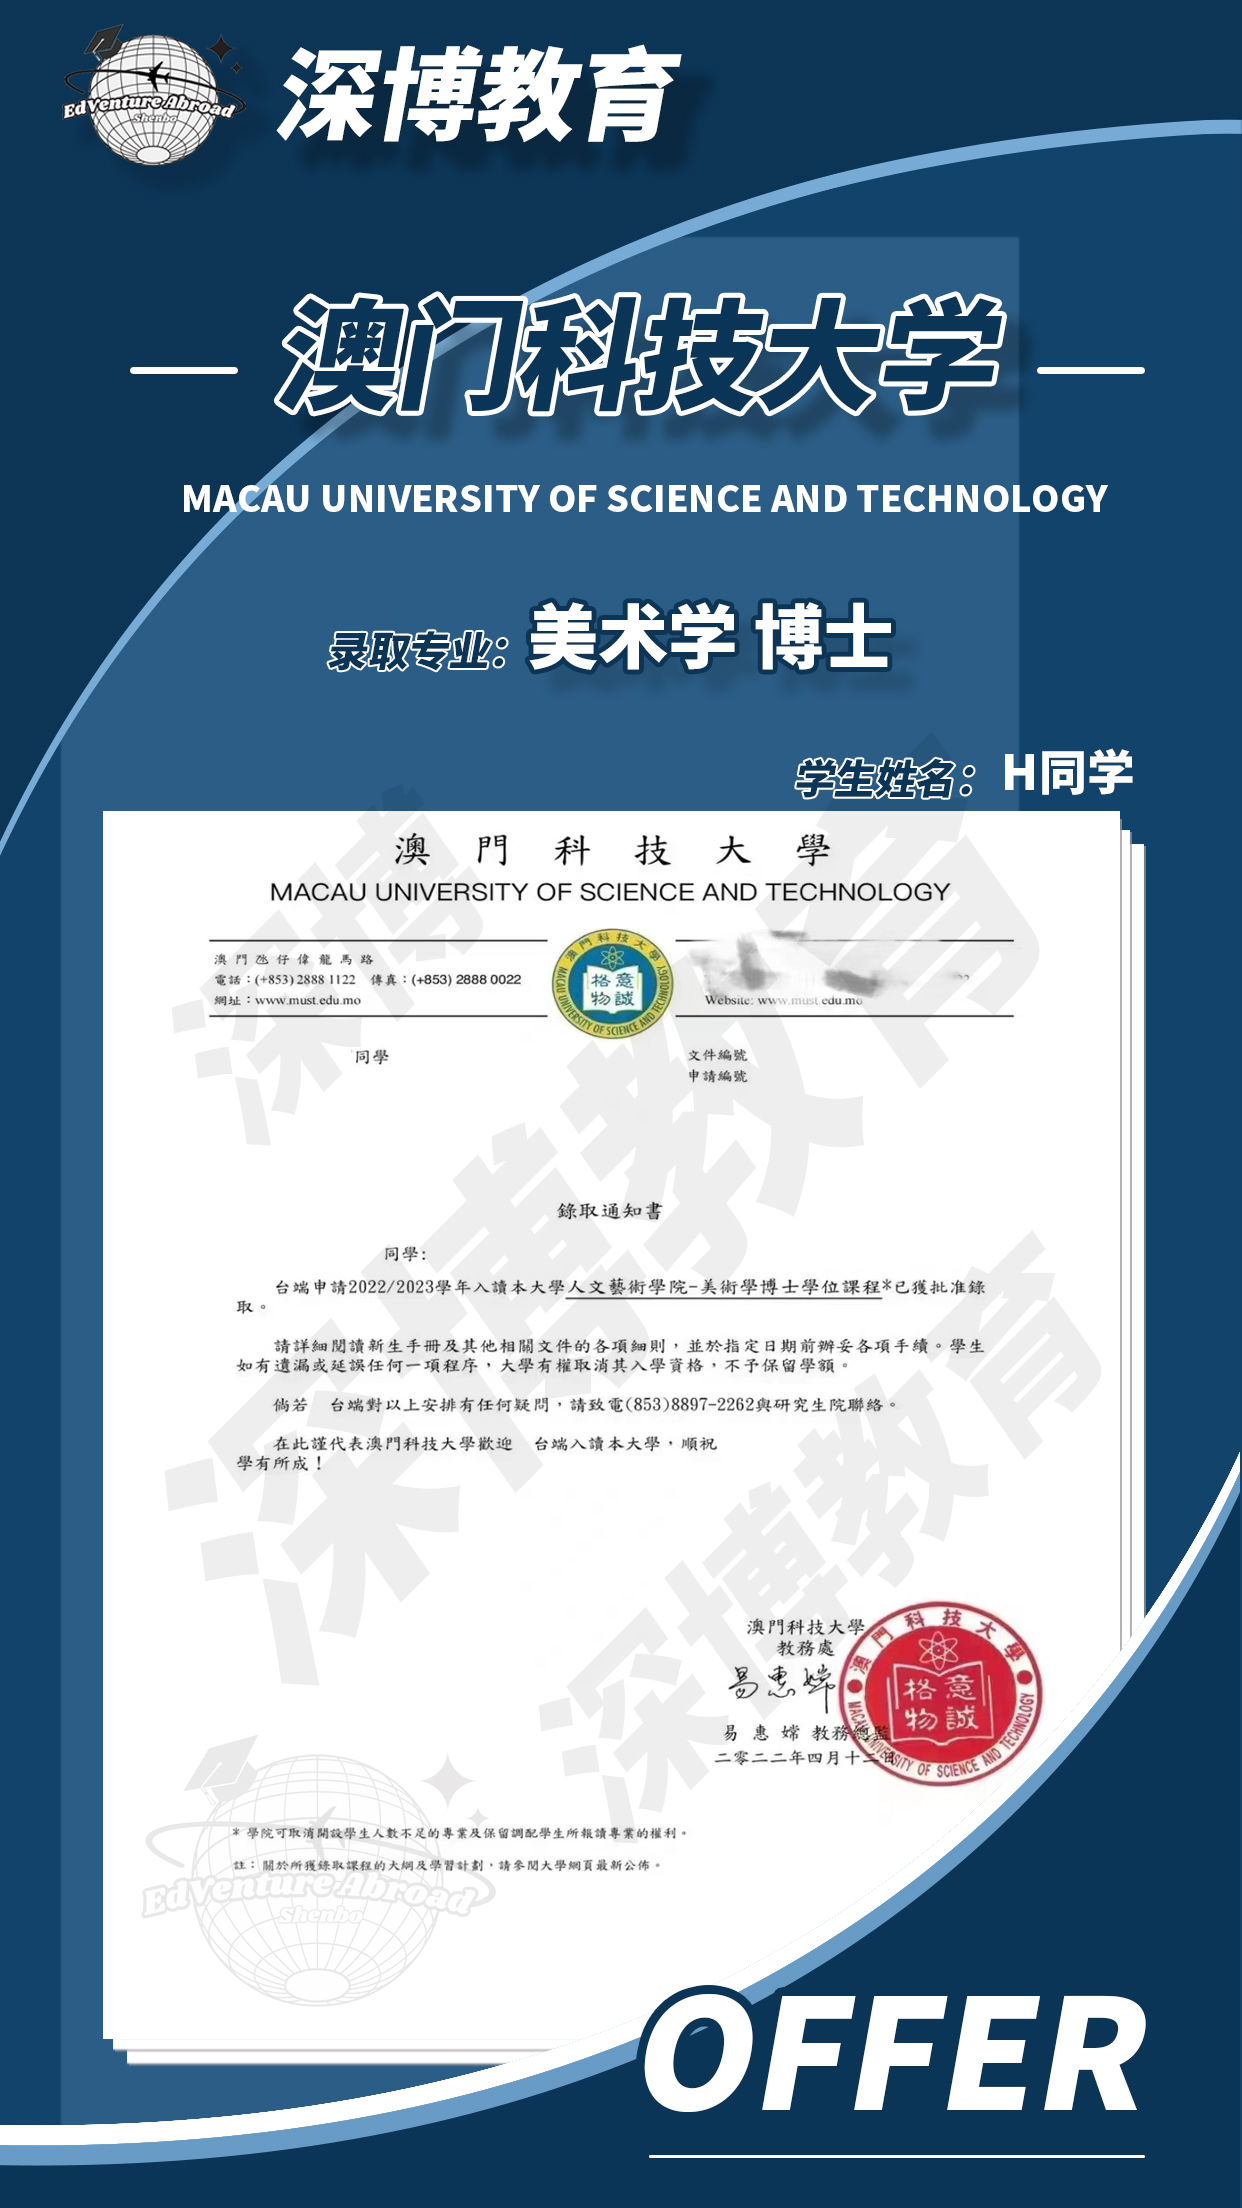 EdVenture Abroad
Shenbo
深博教育
澳门科技大学
MACAU UNIVERSITY OF SCIENCE AND TECHNOLOGY
录取专业：美术学 博士
学生姓名：H同学
澳門科技大學
MACAU UNIVERSITY OF SCIENCE AND TECHNOLOGY
澳門氹仔偉龍馬路
電話：(+853) 2888 1122 傳真：(+853) 2888 0022
網址：www.must.edu.mo
Website: www.must.edu.mo
澳門科技大學
意誠格物
MACAU UNIVERSITY OF SCIENCE AND TECHNOLOGY
同學
文件編號
申請編號
錄取通知書
同學:
台端申請2022/2023學年入讀本大學人文藝術學院-美術學博士學位課程*已獲批准錄
取。
請詳細閱讀新生手冊及其他相關文件的各項細則，並於指定日期前辦妥各項手續。學生
如有遺漏或延誤任何一項程序，大學有權取消其入學資格，不予保留學額。
倘若 台端對以上安排有任何疑問，請致電(853)8897-2262與研究生院聯絡。
在此謹代表澳門科技大學歡迎 台端入讀本大學，順祝
學有所成！
澳門科技大學
教務處
易惠嫦
易 惠 嫦 教務總監
二零二二年四月十二日
澳門科技大學
意誠格物
MACAU UNIVERSITY OF SCIENCE AND TECHNOLOGY
* 學院可取消開設學生人數不足的專業及保留調配學生所報讀專業的權利。
註：關於所獲錄取課程的大綱及學習計劃，請參閱大學網頁最新公佈。
深博
深博教育
深博教育
EdVenture Abroad
Shenbo
OFFER